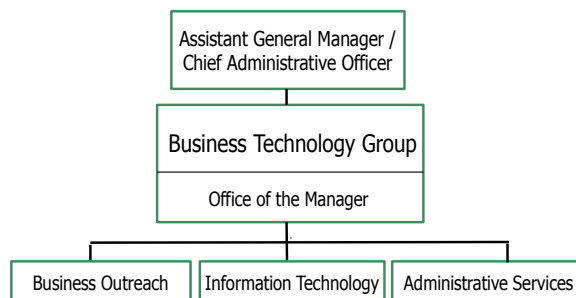 Assistant General Manager /
Chief Administrative Officer
Business Technology Group
Office of the Manager
Business Outreach
Information Technology
Administrative Services